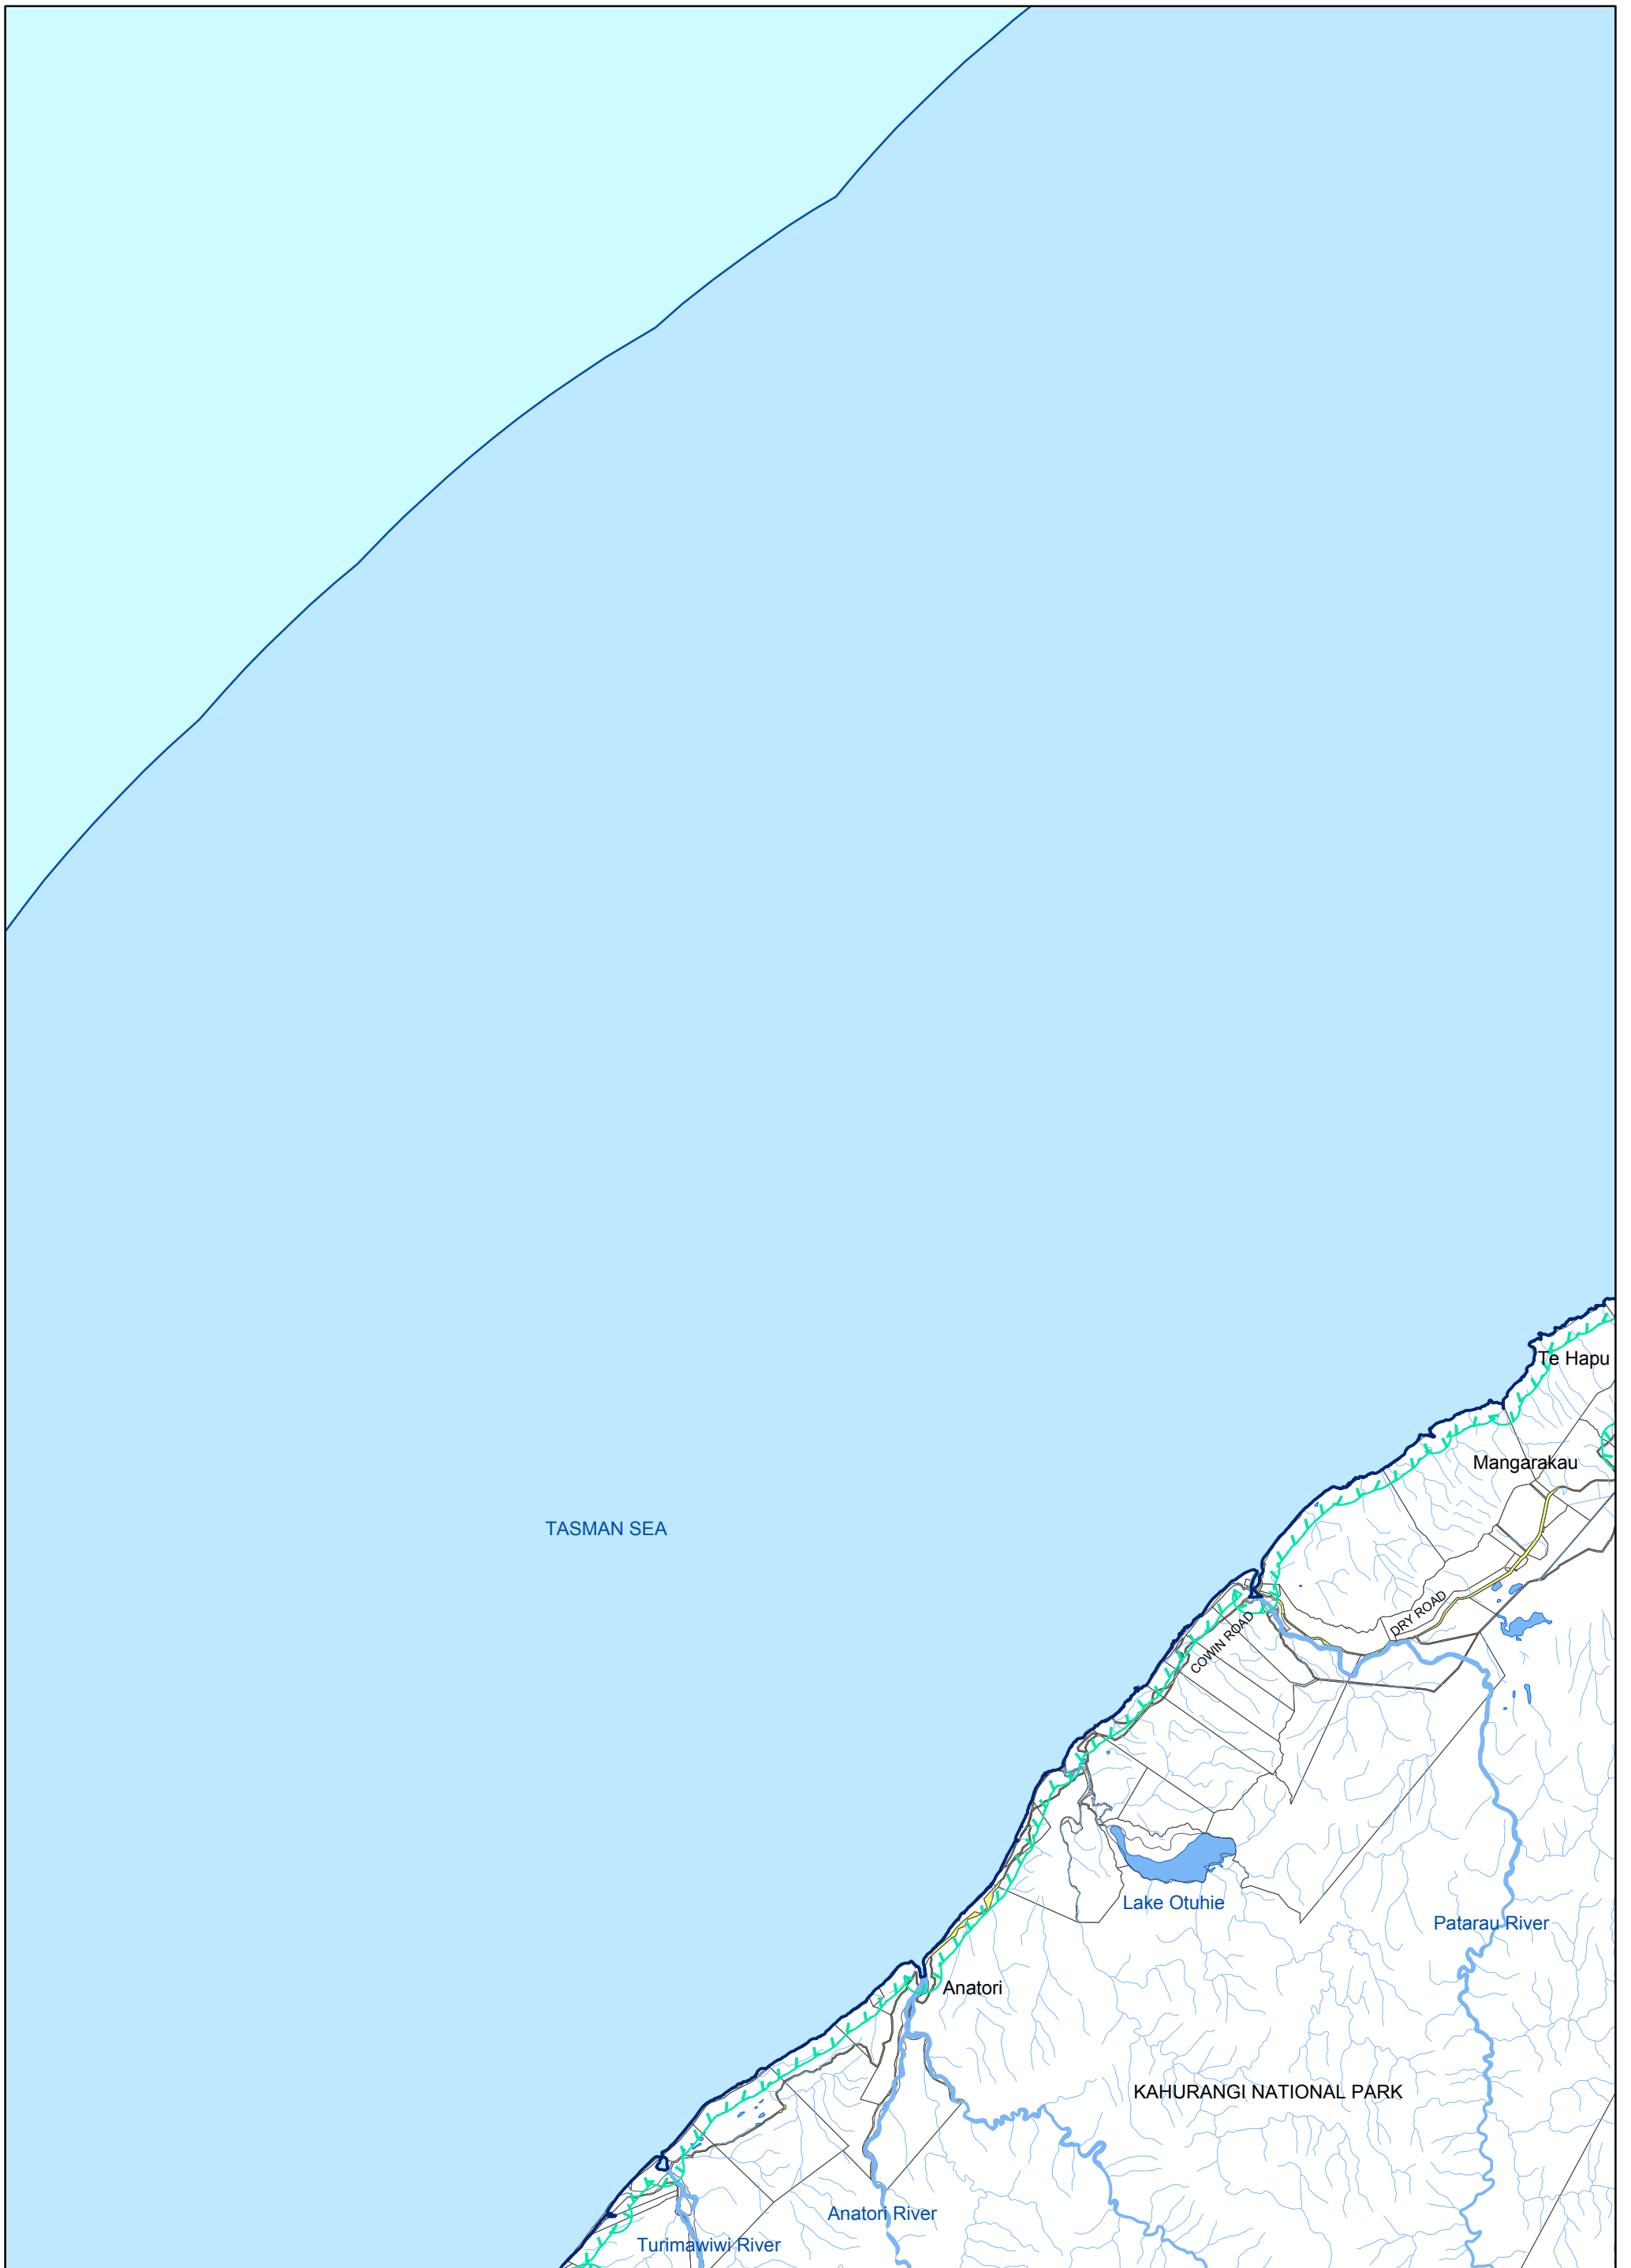 Te Hapu
Mangarakau
TASMAN SEA
DRY ROAD
COWIN ROAD
Lake Otuhie
Patarau River
Anatori
KAHURANGI NATIONAL PARK
Anatori River
Turimawiwi River